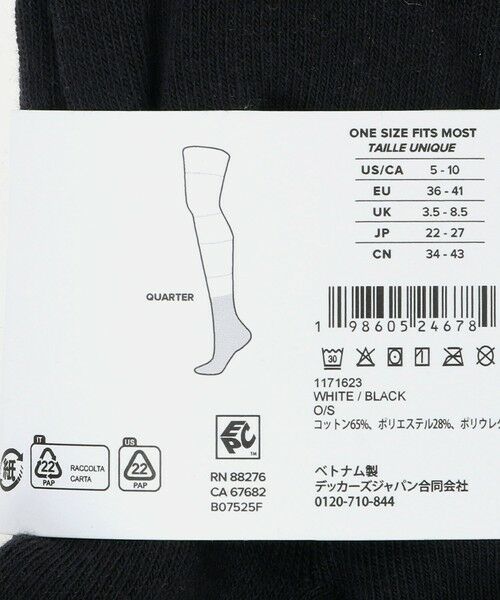 ONE SIZE FITS MOST
TAILLE UNIQUE
US/CA 5 - 10
EU 36 - 41
UK 3.5 - 8.5
JP 22 - 27
CN 34 - 43
QUARTER
1 98605 24678
30
1171623
WHITE / BLACK
O/S
コットン65%、ポリエステル28%、ポリウレ
EPC TM
RN 88276
CA 67682
B07525F
ベトナム製
デッカーズジャパン合同会社
0120-710-844
紙
IT
22
PAP
RACCOLTA
CARTA
US
22
PAP